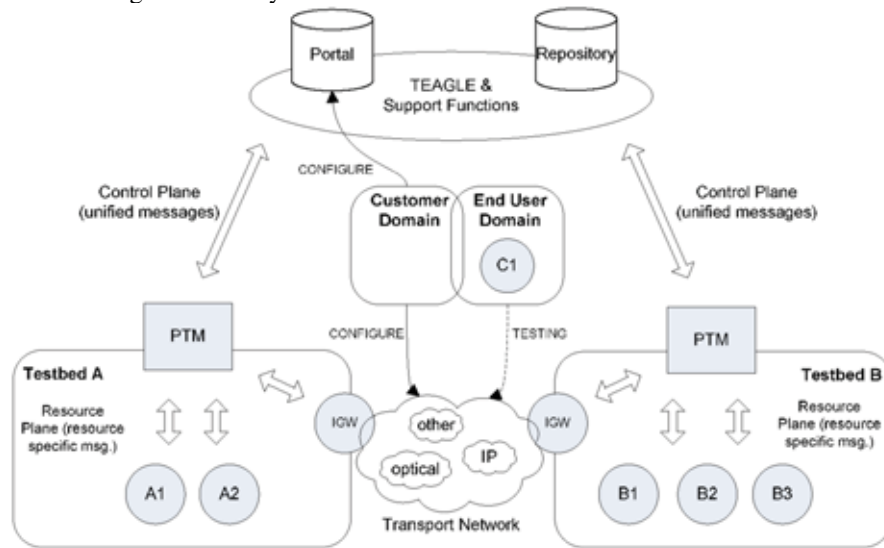 Portal
Repository
TEAGLE &
Support Functions
CONFIGURE
Control Plane
(unified messages)
Control Plane
(unified messages)
Customer
Domain
End User
Domain
C1
PTM
PTM
CONFIGURE
TESTING
Testbed A
Testbed B
Resource
Plane (resource
specific msg.)
Resource
Plane (resource
specific msg.)
IGW
IGW
other
optical
IP
A1
A2
B1
B2
B3
Transport Network